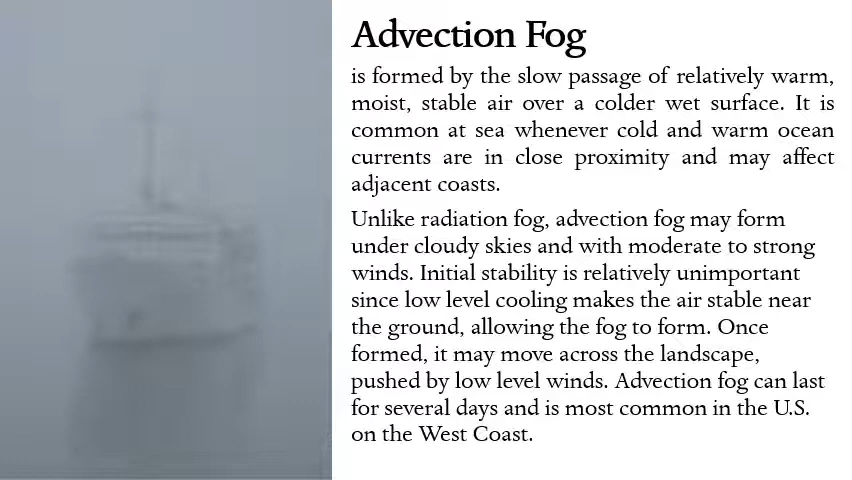 Advection Fog
is formed by the slow passage of relatively warm,
moist, stable air over a colder wet surface. It is
common at sea whenever cold and warm ocean
currents are in close proximity and may affect
adjacent coasts.
Unlike radiation fog, advection fog may form
under cloudy skies and with moderate to strong
winds. Initial stability is relatively unimportant
since low level cooling makes the air stable near
the ground, allowing the fog to form. Once
formed, it may move across the landscape,
pushed by low level winds. Advection fog can last
for several days and is most common in the U.S.
on the West Coast.